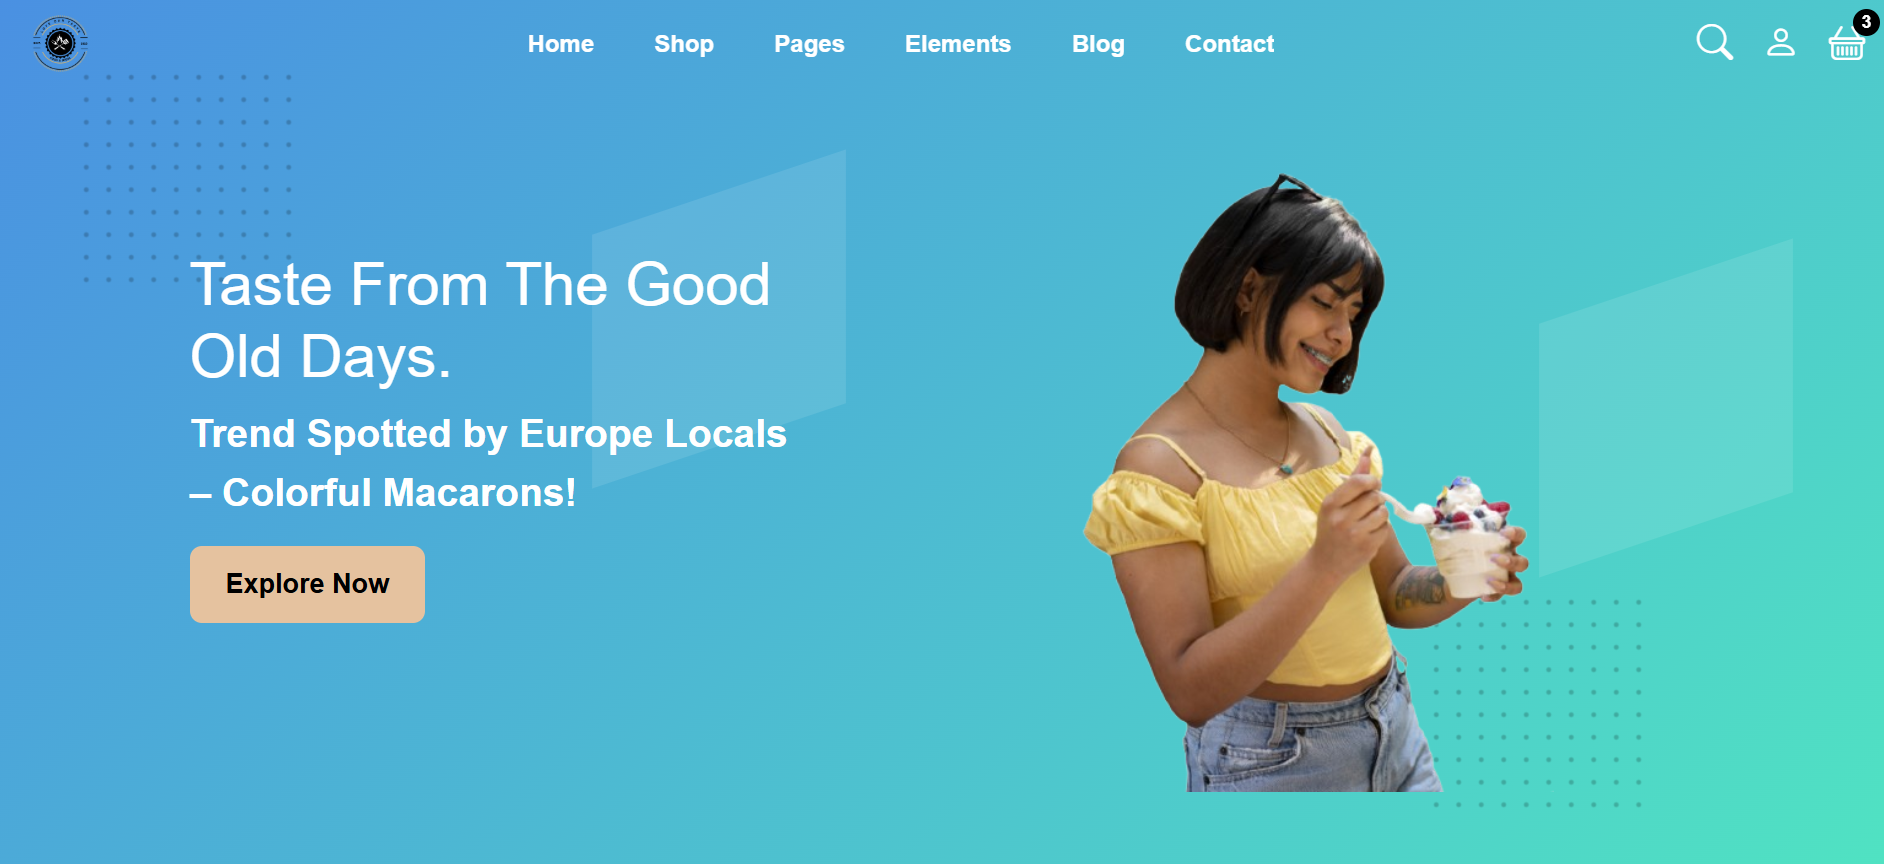 Home Shop Pages Elements Blog Contact
3
Taste From The Good
Old Days.
Trend Spotted by Europe Locals
– Colorful Macarons!
Explore Now